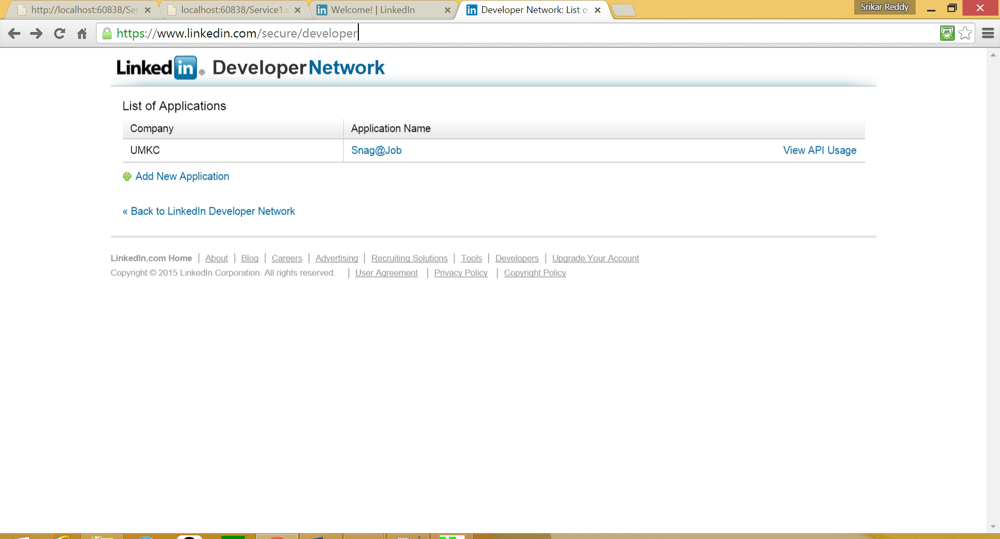 http://localhost:60838/Ser
localhost:60838/Service1.s
Welcome! | LinkedIn
Developer Network: List o
Srikar Reddy
https://www.linkedin.com/secure/developer
Linked in ® DeveloperNetwork
List of Applications
Company Application Name
UMKC Snag@Job View API Usage
Add New Application
« Back to LinkedIn Developer Network
LinkedIn.com Home | About | Blog | Careers | Advertising | Recruiting Solutions | Tools | Developers | Upgrade Your Account
Copyright © 2015 LinkedIn Corporation. All rights reserved. | User Agreement | Privacy Policy | Copyright Policy